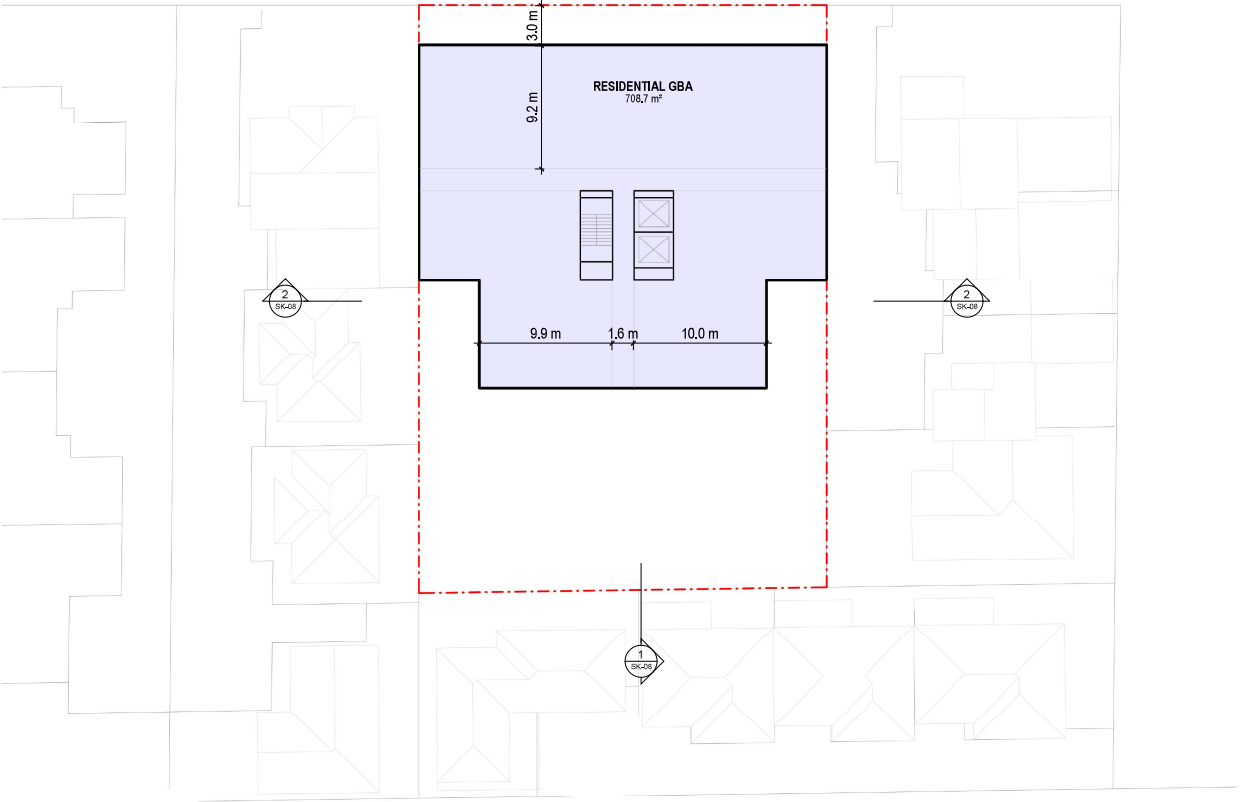 3.0 m
RESIDENTIAL GBA
708.7 m²
9.2 m
2
SK-08
2
SK-08
9.9 m
1.6 m
10.0 m
1
SK-08